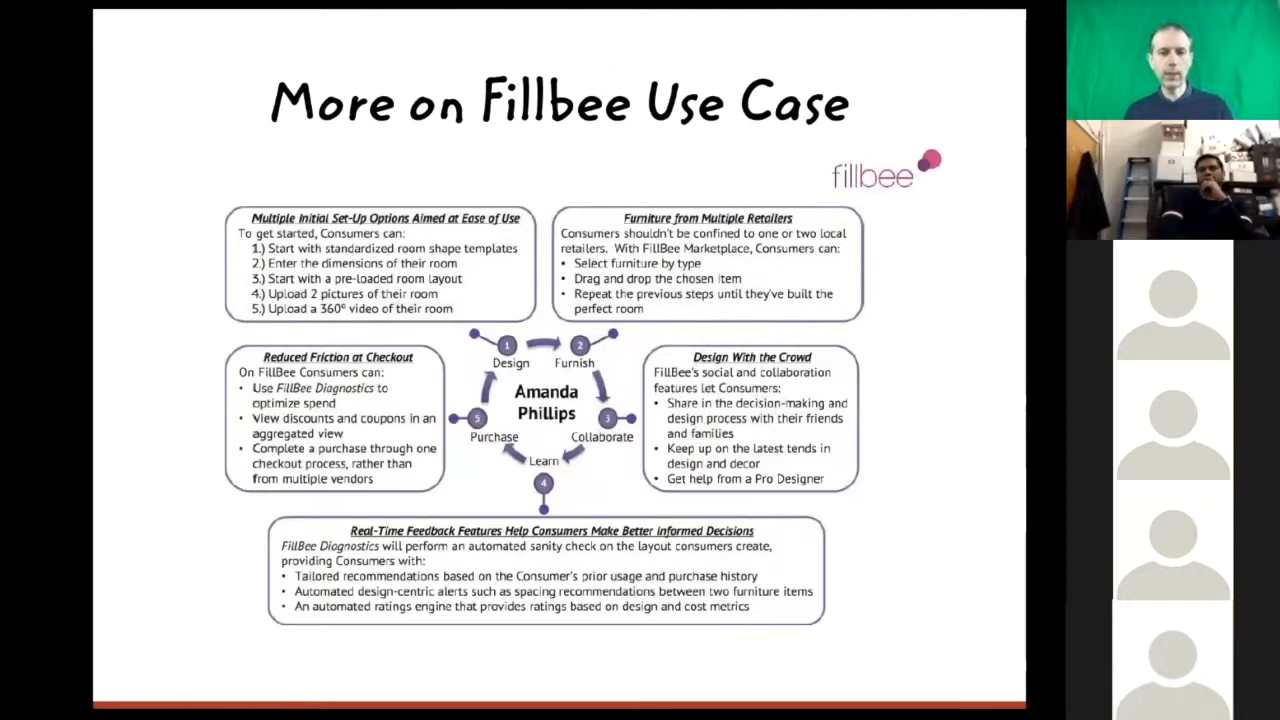 More on Fillbee Use Case
fillbee
Multiple Initial Set-Up Options Aimed at Ease of Use
To get started, Consumers can:
1.) Start with standardized room shape templates
2.) Enter the dimensions of their room
3.) Start with a pre-loaded room layout
4.) Upload 2 pictures of their room
5.) Upload a 360º video of their room
Furniture from Multiple Retailers
Consumers shouldn't be confined to one or two local
retailers. With FillBee Marketplace, Consumers can:
• Select furniture by type
• Drag and drop the chosen item
• Repeat the previous steps until they've built the
perfect room
Reduced Friction at Checkout
On FillBee Consumers can:
• Use FillBee Diagnostics to
optimize spend
• View discounts and coupons in an
aggregated view
• Complete a purchase through one
checkout process, rather than
from multiple vendors
1
Design
2
Furnish
Amanda
Phillips
5
Purchase
3
Collaborate
Learn
4
Design With the Crowd
FillBee's social and collaboration
features let Consumers:
• Share in the decision-making and
design process with their friends
and families
• Keep up on the latest tends in
design and decor
• Get help from a Pro Designer
Real-Time Feedback Features Help Consumers Make Better Informed Decisions
FillBee Diagnostics will perform an automated sanity check on the layout consumers create,
providing Consumers with:
• Tailored recommendations based on the Consumer's prior usage and purchase history
• Automated design-centric alerts such as spacing recommendations between two furniture items
• An automated ratings engine that provides ratings based on design and cost metrics